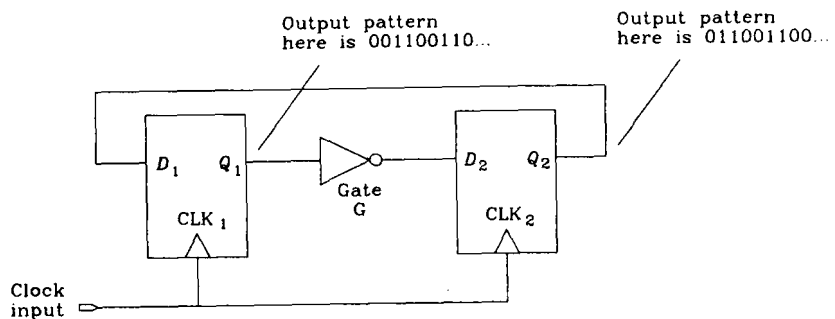 Output pattern
here is 001100110...
Output pattern
here is 011001100...
D1
Q1
Gate
G
D2
Q2
CLK1
CLK2
Clock
input